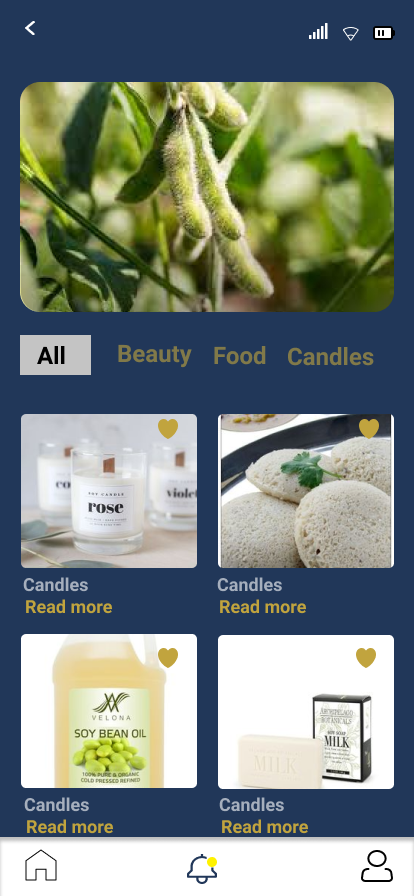 All
Beauty
Food
Candles
SOY CANDLE
rose
violet
Candles
Read more
Candles
Read more
VELONA
SOY BEAN OIL
100% PURE & ORGANIC
COLD PRESSED REFINED
ARCHIPELAGO
BOTANICALS
MILK
MILK
Candles
Read more
Candles
Read more